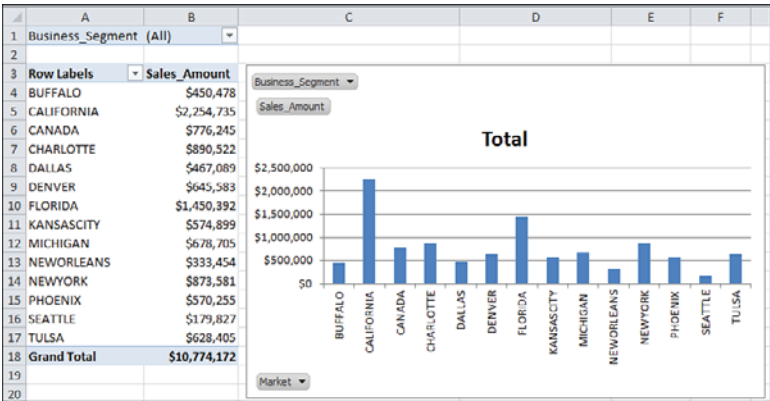 A B C D E F
1 Business_Segment (All)
2
3 Row Labels Sales_Amount
4 BUFFALO $450,478
5 CALIFORNIA $2,254,735
6 CANADA $776,245
7 CHARLOTTE $890,522
8 DALLAS $467,089
9 DENVER $645,583
10 FLORIDA $1,450,392
11 KANSASCITY $574,899
12 MICHIGAN $678,705
13 NEWORLEANS $333,454
14 NEWYORK $873,581
15 PHOENIX $570,255
16 SEATTLE $179,827
17 TULSA $628,405
18 Grand Total $10,774,172
19
20
Business_Segment
Sales_Amount
Total
$2,500,000
$2,000,000
$1,500,000
$1,000,000
$500,000
$0
BUFFALO
CALIFORNIA
CANADA
CHARLOTTE
DALLAS
DENVER
FLORIDA
KANSASCITY
MICHIGAN
NEWORLEANS
NEWYORK
PHOENIX
SEATTLE
TULSA
Market